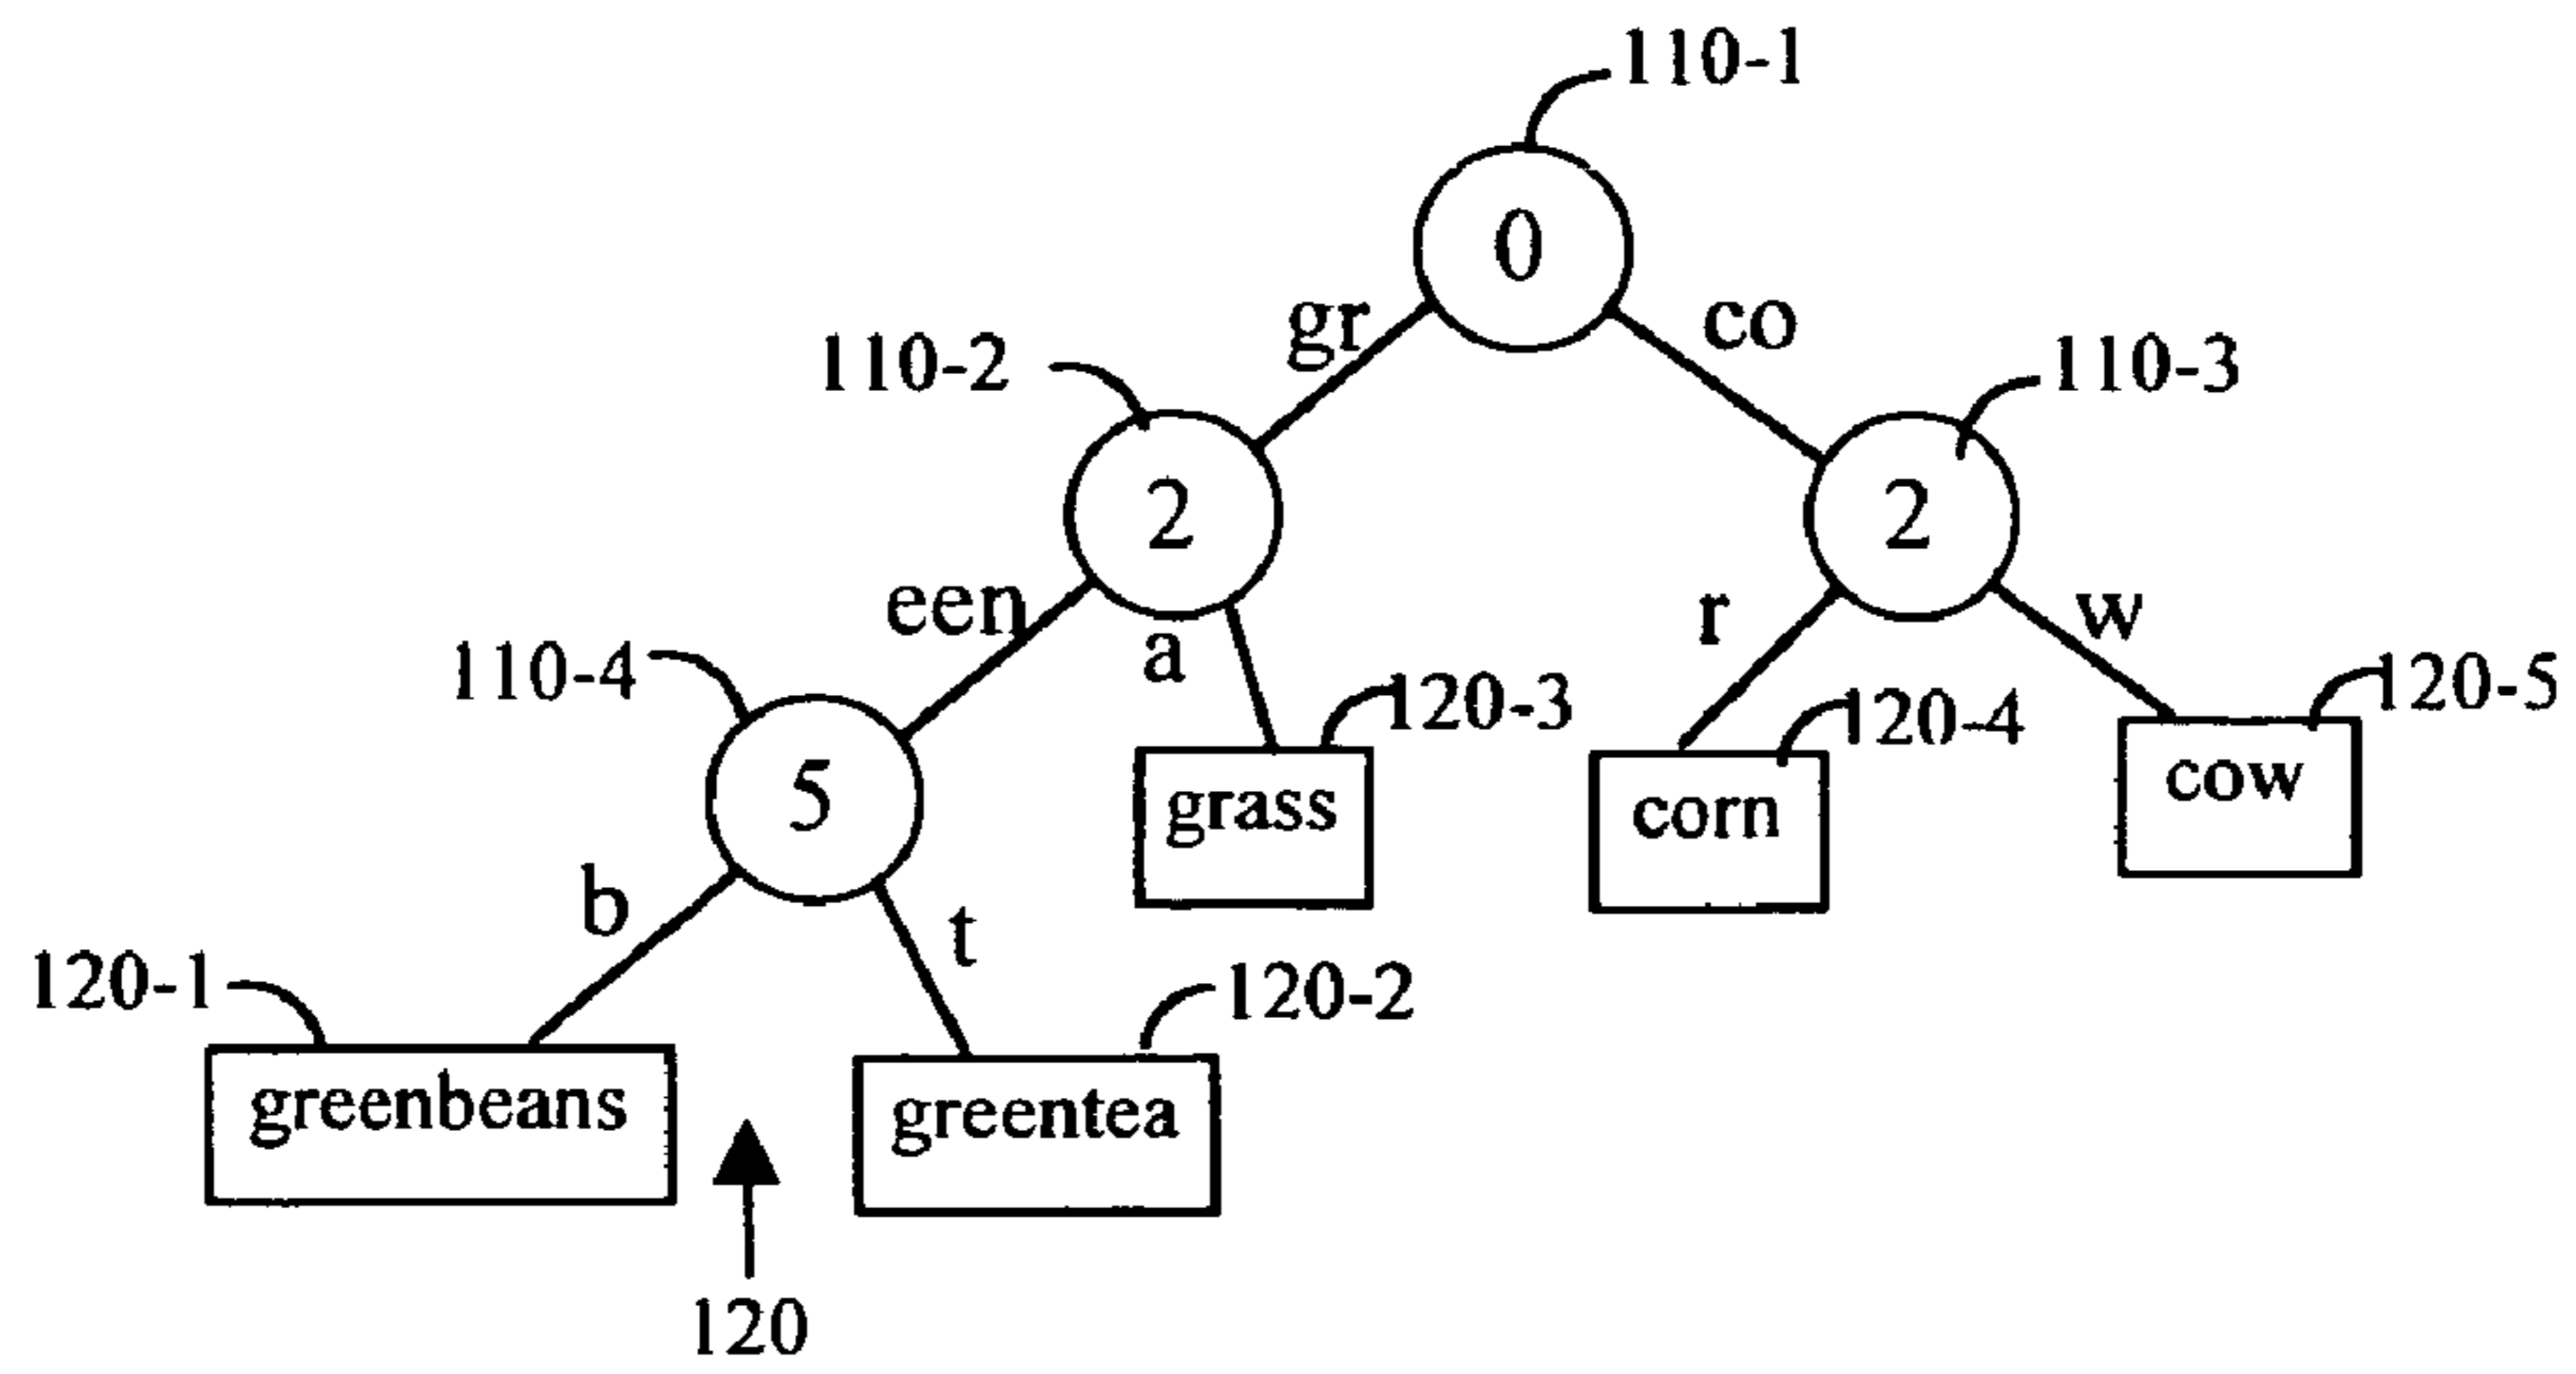 110-1
0
gr
co
110-2
110-3
2
2
een
a
r
w
110-4
120-3
120-4
120-5
5
grass
corn
cow
b
t
120-1
120-2
greenbeans
greentea
120